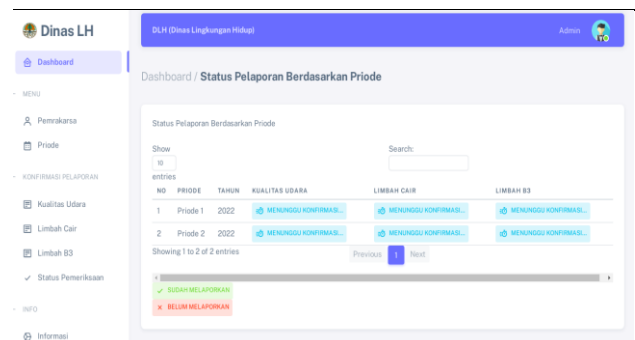 Dinas LH
DLH (Dinas Lingkungan Hidup)
Admin
Dashboard
Dashboard / Status Pelaporan Berdasarkan Priode
MENU
Pemrakarsa
Priode
KONFIRMASI PELAPORAN
Kualitas Udara
Limbah Cair
Limbah B3
Status Pemeriksaan
INFO
Informasi
Status Pelaporan Berdasarkan Priode
Show
10
entries
Search:
NO PRIODE TAHUN KUALITAS UDARA LIMBAH CAIR LIMBAH B3
1 Priode 1 2022 MENUNGGU KONFIRMASI... MENUNGGU KONFIRMASI... MENUNGGU KONFIRMASI...
2 Priode 2 2022 MENUNGGU KONFIRMASI... MENUNGGU KONFIRMASI... MENUNGGU KONFIRMASI...
Showing 1 to 2 of 2 entries
Previous 1 Next
SUDAH MELAPORKAN
BELUM MELAPORKAN